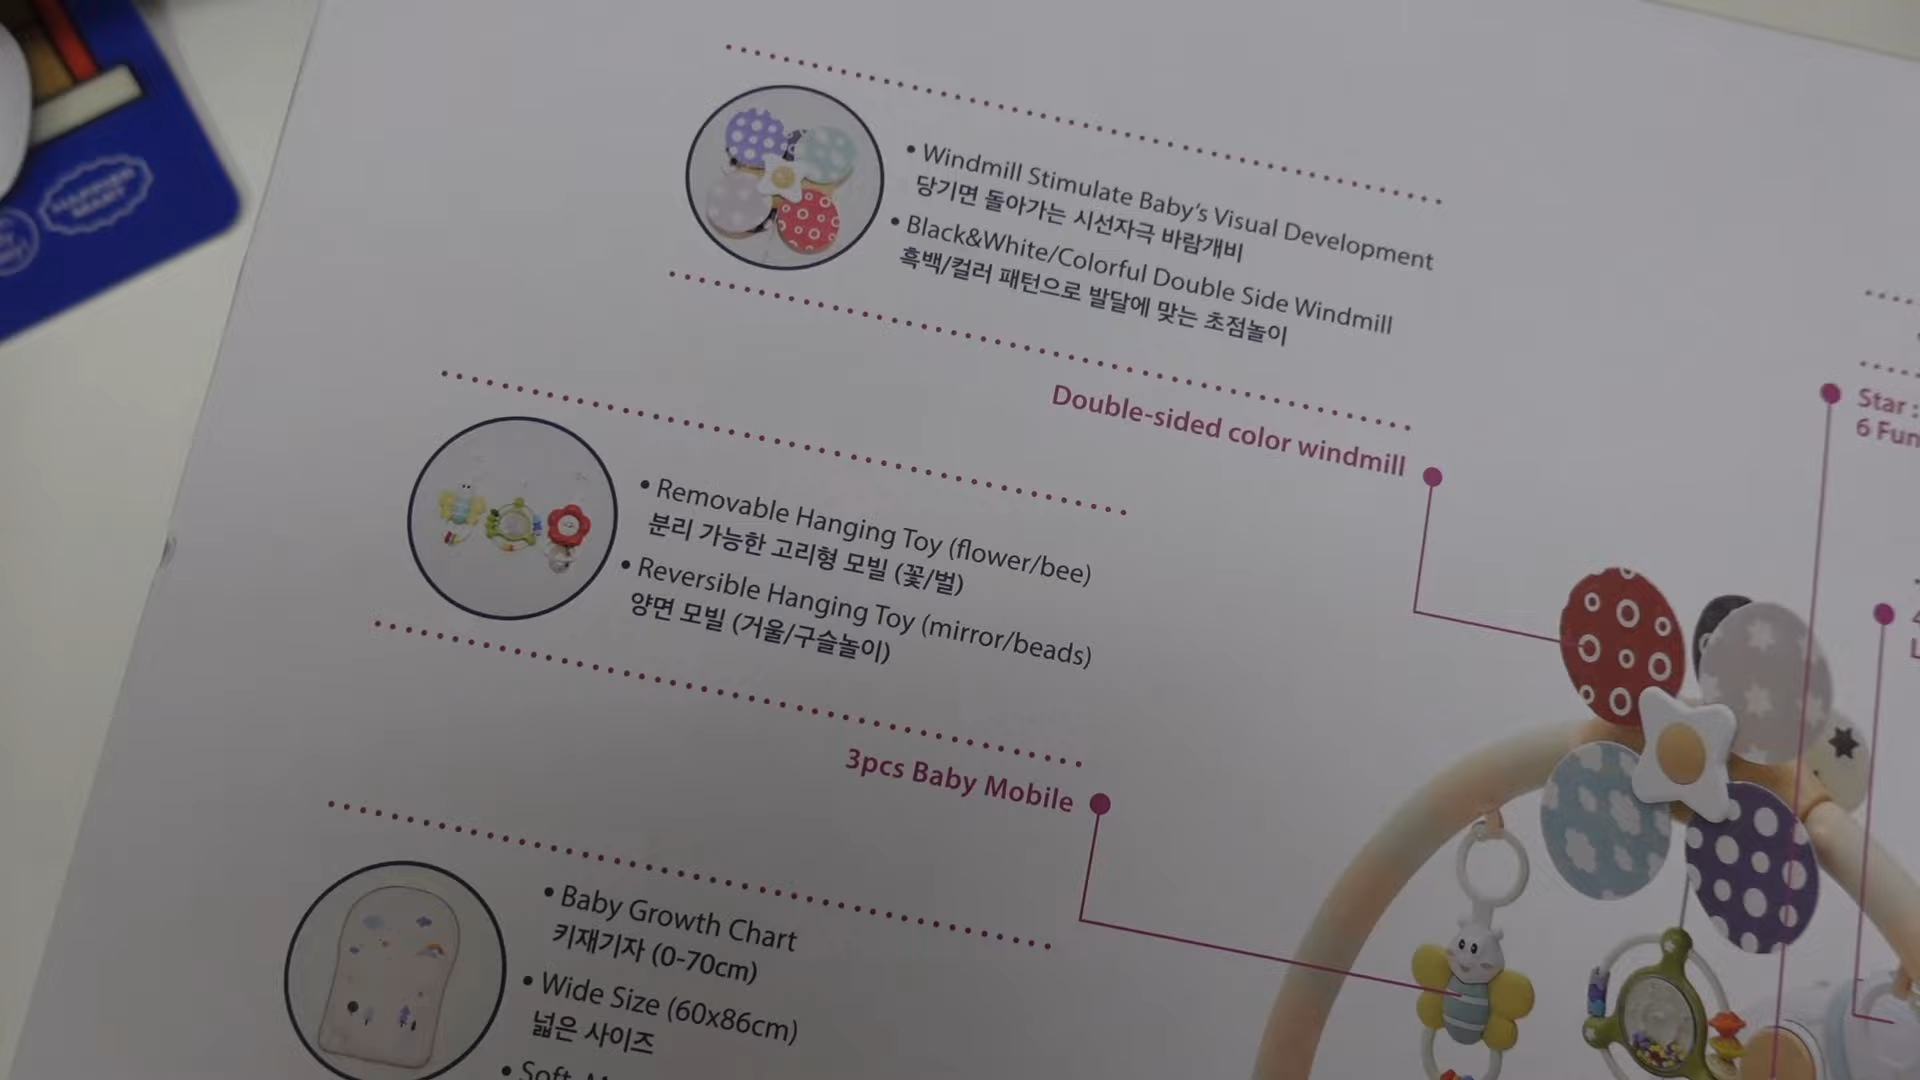 • Windmill Stimulate Baby's Visual Development
당기면 돌아가는 시선자극 바람개비
• Black&White/Colorful Double Side Windmill
흑백/컬러 패턴으로 발달에 맞는 초점놀이
Double-sided color windmill
• Removable Hanging Toy (flower/bee)
분리 가능한 고리형 모빌 (꽃/벌)
• Reversible Hanging Toy (mirror/beads)
양면 모빌 (거울/구슬놀이)
3pcs Baby Mobile
• Baby Growth Chart
키재기자 (0-70cm)
• Wide Size (60x86cm)
넓은 사이즈
Star :
6 Fun